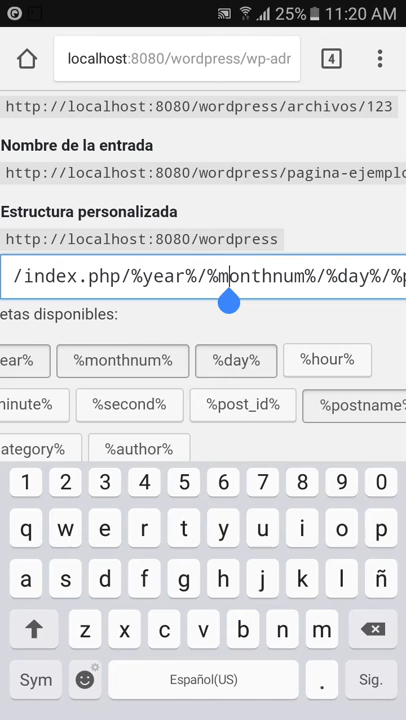 25% 11:20 AM
localhost:8080/wordpress/wp-adr
4
http://localhost:8080/wordpress/archivos/123
Nombre de la entrada
http://localhost:8080/wordpress/pagina-ejemplo
Estructura personalizada
http://localhost:8080/wordpress
/index.php/%year%/%monthnum%/%day%/%p
etas disponibles:
ear% %monthnum% %day% %hour%
inute% %second% %post_id% %postname%
ategory% %author%
1 2 3 4 5 6 7 8 9 0
q w e r t y u i o p
a s d f g h j k l ñ
z x c v b n m
Sym Español(US) . Sig.